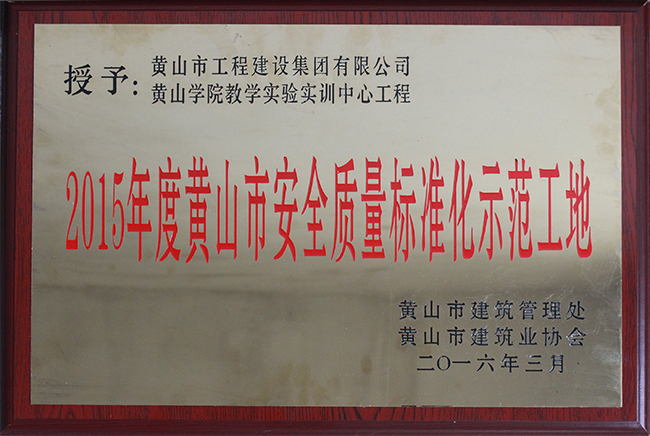 授予：黄山市工程建设集团有限公司
黄山学院教学实验实训中心工程
2015年度黄山市安全质量标准化示范工地
黄山市建筑管理处
黄山市建筑业协会
二〇一六年三月